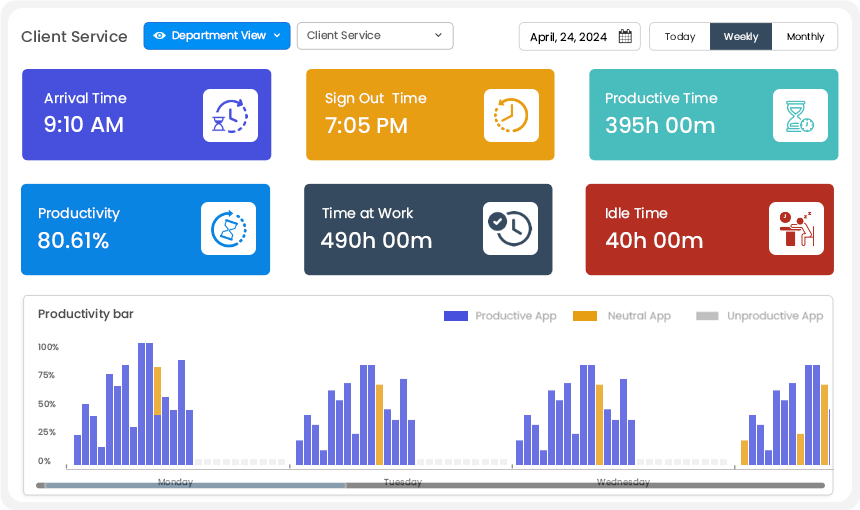 Client Service
Department View
Client Service
April, 24, 2024
Today
Weekly
Monthly
Arrival Time
9:10 AM
Sign Out Time
7:05 PM
Productive Time
395h 00m
Productivity
80.61%
Time at Work
490h 00m
Idle Time
40h 00m
Productivity bar
Productive App
Neutral App
Unproductive App
100%
75%
50%
25%
0%
Monday
Tuesday
Wednesday